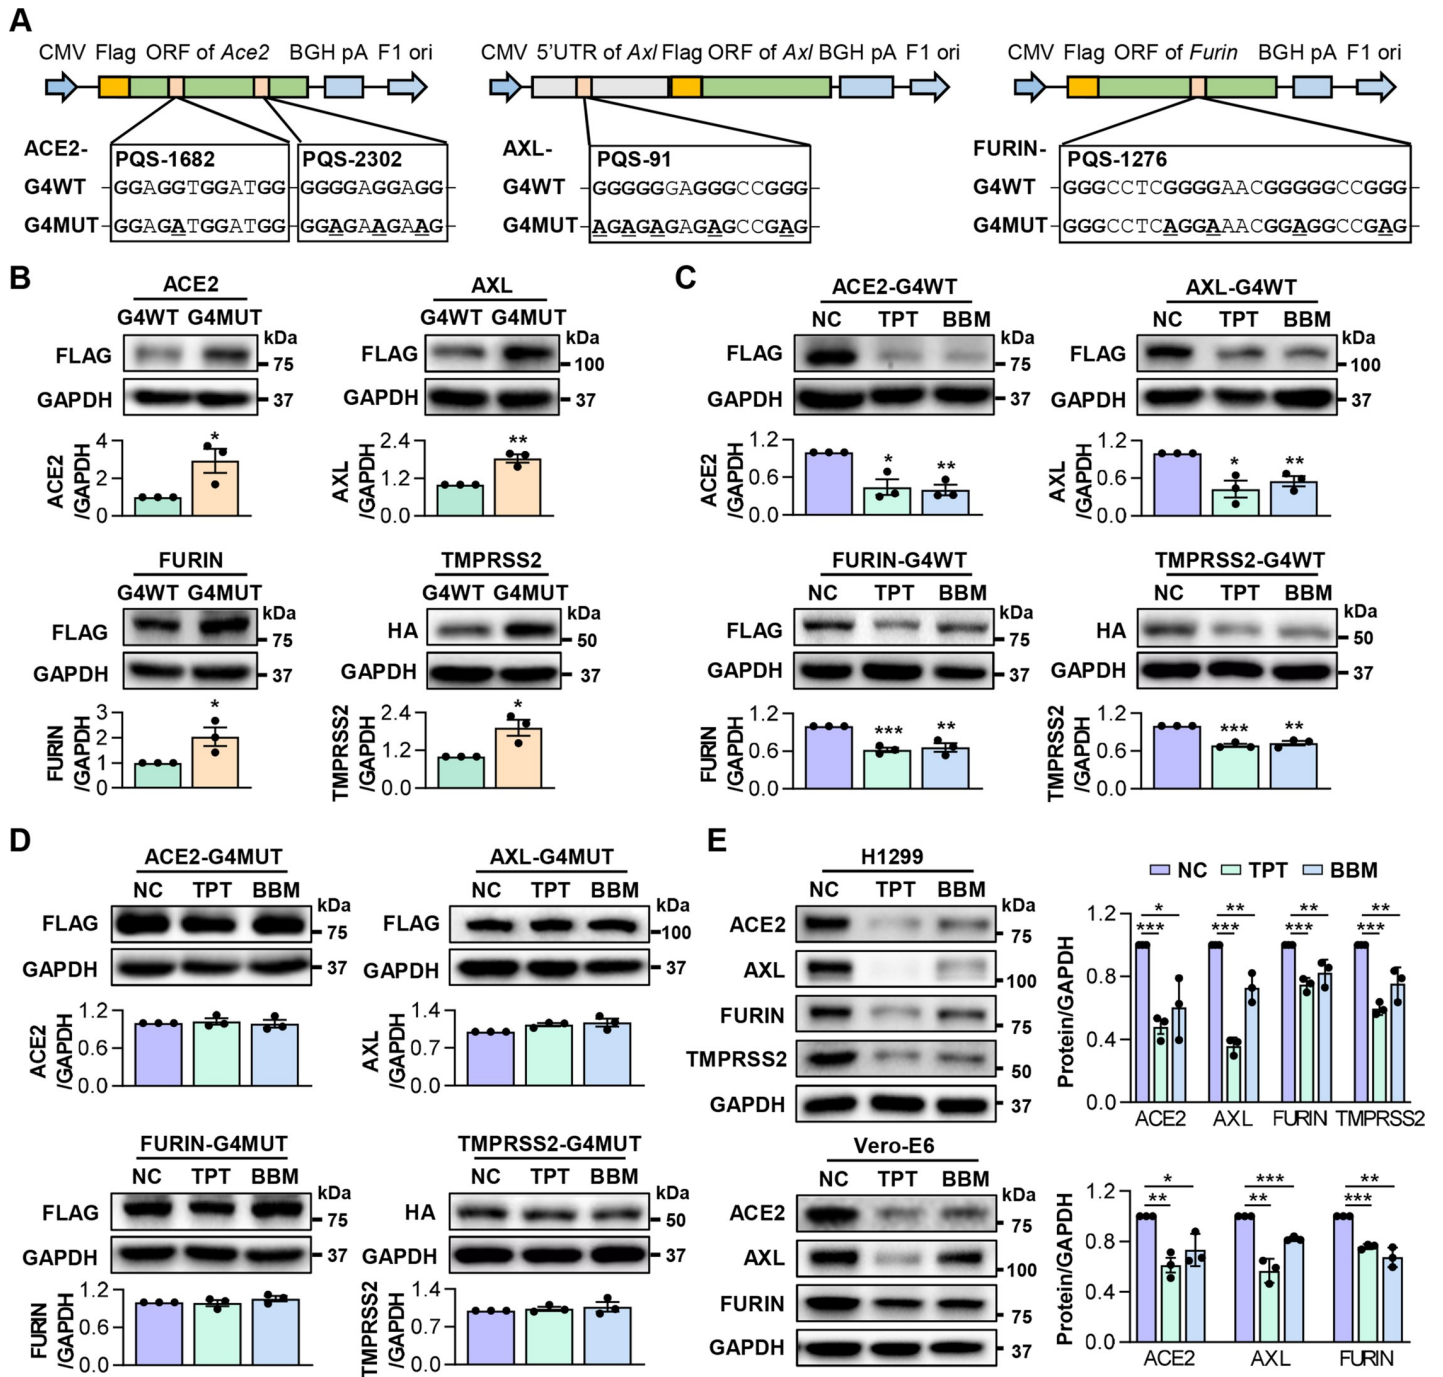 A
CMV Flag ORF of Ace2 BGH pA F1 ori
CMV 5'UTR of Axl Flag ORF of Axl BGH pA F1 ori
CMV Flag ORF of Furin BGH pA F1 ori
ACE2-
PQS-1682
PQS-2302
G4WT
GGAGGTGGATGG
GGGGAGGAGG
G4MUT
GGAGATGGATGG
GGAGAAGAAG
AXL-
PQS-91
G4WT
GGGGGGAGGGCCGGG
G4MUT
AGAGAGAGAGCCGAG
FURIN-
PQS-1276
G4WT
GGGCCTCGGGGAACGGGGGCCGGG
G4MUT
GGGCCTCAGGAAACGGAGGCCGAG
B
ACE2
G4WT G4MUT
kDa
FLAG
75
GAPDH
37
ACE2
/GAPDH
4
2
0
*
AXL
G4WT G4MUT
kDa
FLAG
100
GAPDH
37
AXL
/GAPDH
2.4
1.2
0.0
**
FURIN
G4WT G4MUT
kDa
FLAG
75
GAPDH
37
FURIN
/GAPDH
3
2
1
0
*
TMPRSS2
G4WT G4MUT
kDa
HA
50
GAPDH
37
TMPRSS2
/GAPDH
2.4
1.2
0.0
*
C
ACE2-G4WT
NC TPT BBM
kDa
FLAG
75
GAPDH
37
ACE2
/GAPDH
1.2
0.6
0.0
* **
AXL-G4WT
NC TPT BBM
kDa
FLAG
100
GAPDH
37
AXL
/GAPDH
1.2
0.6
0.0
* **
FURIN-G4WT
NC TPT BBM
kDa
FLAG
75
GAPDH
37
FURIN
/GAPDH
1.2
0.6
0.0
*** **
TMPRSS2-G4WT
NC TPT BBM
kDa
HA
50
GAPDH
37
TMPRSS2
/GAPDH
1.2
0.6
0.0
*** **
D
ACE2-G4MUT
NC TPT BBM
kDa
FLAG
75
GAPDH
37
ACE2
/GAPDH
1.2
0.6
0.0
AXL-G4MUT
NC TPT BBM
kDa
FLAG
100
GAPDH
37
AXL
/GAPDH
1.4
0.7
0.0
FURIN-G4MUT
NC TPT BBM
kDa
FLAG
75
GAPDH
37
FURIN
/GAPDH
1.2
0.6
0.0
TMPRSS2-G4MUT
NC TPT BBM
kDa
HA
50
GAPDH
37
TMPRSS2
/GAPDH
1.4
0.7
0.0
E
H1299
NC TPT BBM
kDa
ACE2
75
AXL
100
FURIN
75
TMPRSS2
50
GAPDH
37
NC TPT BBM
Protein/GAPDH
1.2
0.8
0.4
0.0
* ** ** **
*** *** *** ***
ACE2 AXL FURIN TMPRSS2
Vero-E6
NC TPT BBM
kDa
ACE2
75
AXL
100
FURIN
75
GAPDH
37
Protein/GAPDH
1.2
0.8
0.4
0.0
* *** **
** ** ***
ACE2 AXL FURIN